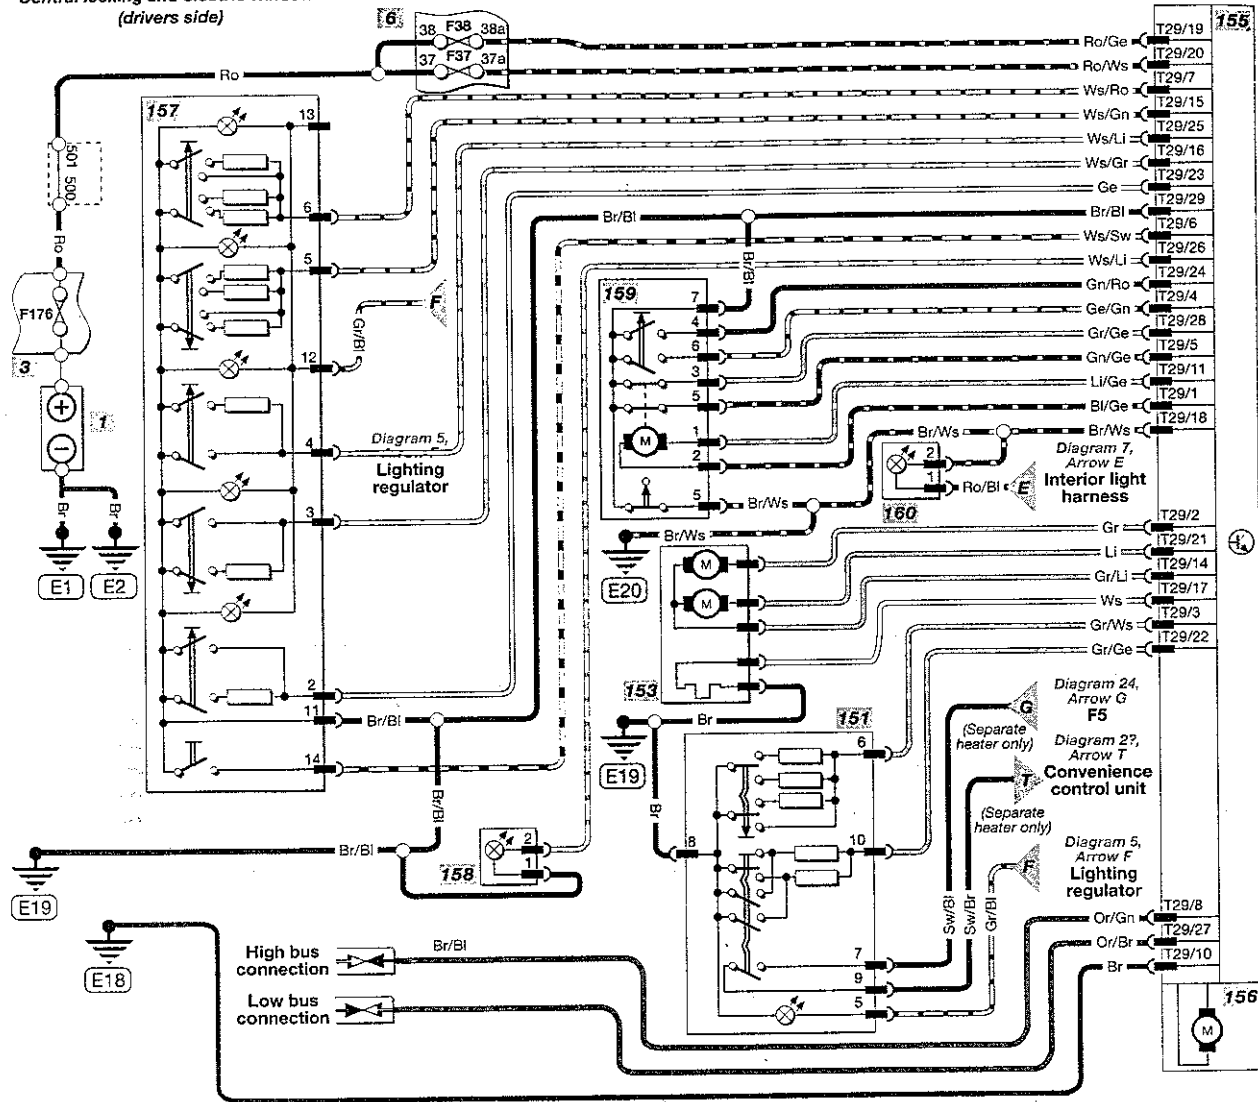 (drivers side)
6
38 F38 38a
37 F37 37a
Ro
155
Ro/Ge T29/19
Ro/Ws T29/20
Ws/Ro T29/7
Ws/Gn T29/15
Ws/Li T29/25
Ws/Gr T29/16
Ge T29/23
Br/Bl T29/29
Ws/Sw T29/6
Ws/Li T29/26
Gn/Ro T29/24
Ge/Gn T29/4
Gr/Ge T29/28
Gn/Ge T29/5
Li/Ge T29/11
Bl/Ge T29/1
Br/Ws T29/18
501 500
Ro
F176
3
1
+
−
Br
Br
E1
E2
157
13
6
5
12
4
3
2
11
14
F
Gr/Bl
Diagram 5,
Lighting
regulator
Br/Bl
Br/Bl
159
7
4
6
3
5
1
2
5
M
Br/Ws
Br/Ws
Br/Ws
E20
160
2
1
Ro/Bl
E
Diagram 7,
Arrow E
Interior light
harness
Gr T29/2
Li T29/21
Gr/Li T29/14
Ws T29/17
Gr/Ws T29/3
Gr/Ge T29/22
M
M
153
Br
E19
Br
151
6
8
10
7
9
5
G
Diagram 24,
Arrow G
F5
(Separate
heater only)
T
Arrow T
Convenience
control unit
(Separate
heater only)
F
Diagram 5,
Arrow F
Lighting
regulator
Sw/Bl
Sw/Br
Gr/Bl
Br/Bl
Br/Bl
Br/Bl
158
2
1
E19
E18
High bus
connection
Br/Bl
Low bus
connection
Or/Gn T29/8
Or/Br T29/27
Br T29/10
156
M